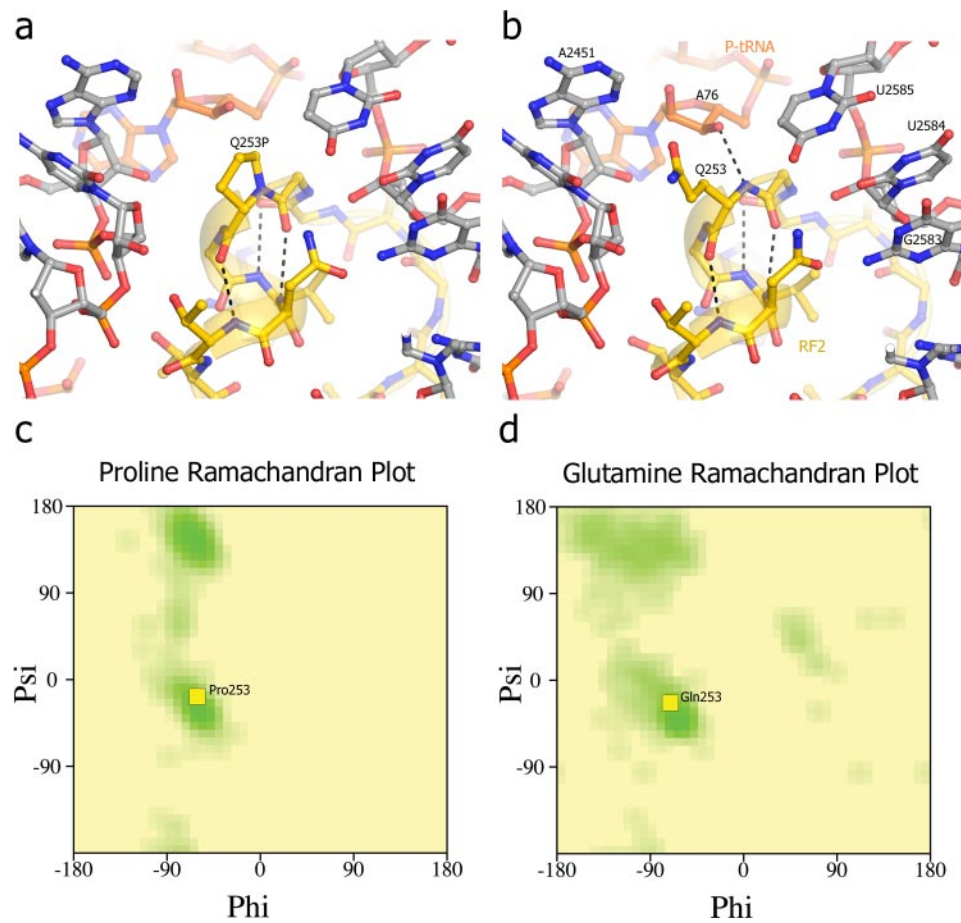 a
b
Q253P
A2451
P-tRNA
A76
U2585
U2584
Q253
G2583
RF2
c
d
Proline Ramachandran Plot
Glutamine Ramachandran Plot
180
90
0
-90
-180
-90
0
90
180
Psi
Phi
Pro253
180
90
0
-90
-180
-90
0
90
180
Psi
Phi
Gln253